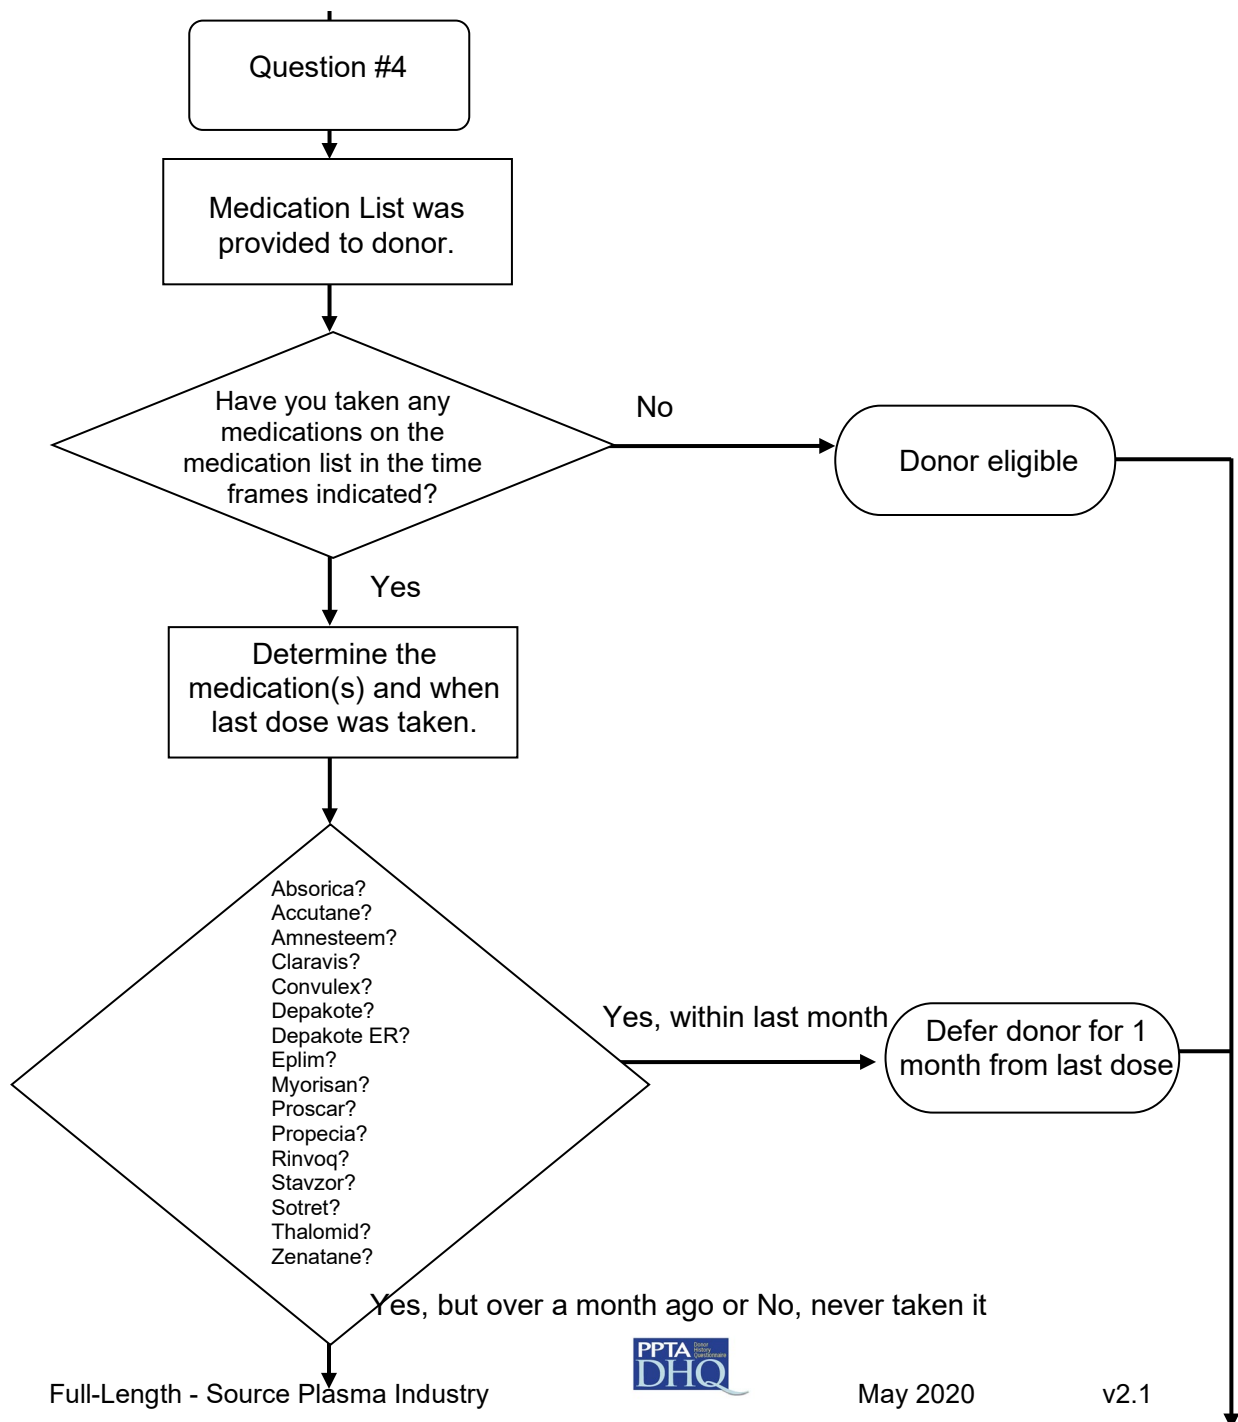 Question #4
Medication List was
provided to donor.
Have you taken any
medications on the
medication list in the time
frames indicated?
No
Donor eligible
Yes
Determine the
medication(s) and when
last dose was taken.
Absorica?
Accutane?
Amnesteem?
Claravis?
Convulex?
Depakote?
Depakote ER?
Eplim?
Myorisan?
Proscar?
Propecia?
Rinvoq?
Stavzor?
Sotret?
Thalomid?
Zenatane?
Yes, within last month
Defer donor for 1
month from last dose
Yes, but over a month ago or No, never taken it
PPTA
Donor
History
Questionnaire
DHQ
Full-Length - Source Plasma Industry
May 2020
v2.1